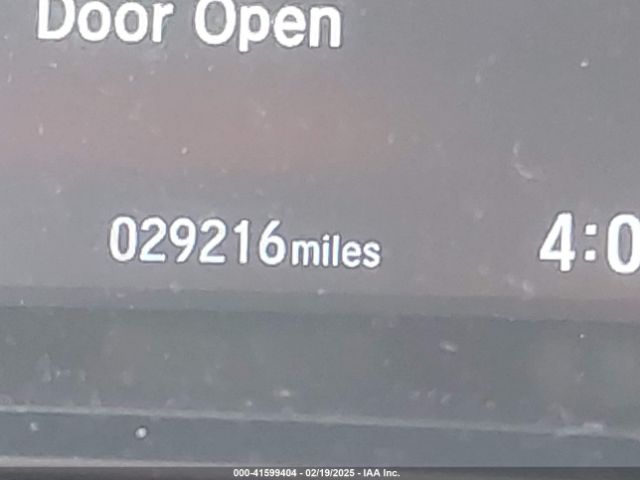 Door Open
029216miles
4:0
000-41599404 - 02/19/2025 - IAA Inc.